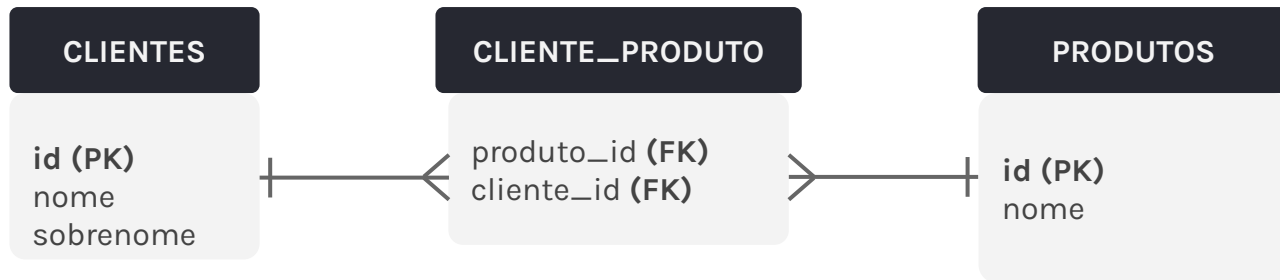 CLIENTES
id (PK)
nome
sobrenome
CLIENTE_PRODUTO
produto_id (FK)
cliente_id (FK)
PRODUTOS
id (PK)
nome